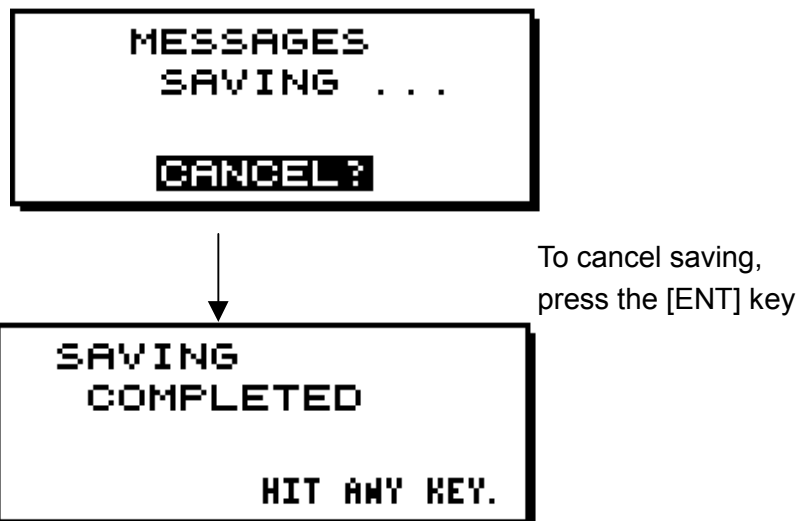 MESSAGES
SAVING ...
CANCEL?
To cancel saving,
press the [ENT] key
SAVING
COMPLETED
HIT ANY KEY.